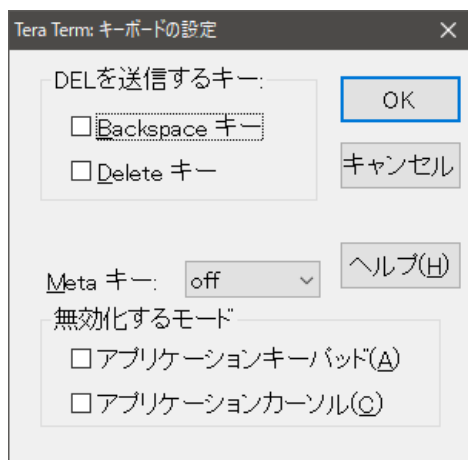 Tera Term: キーボードの設定
DELを送信するキー:
Backspace キー
Delete キー
OK
キャンセル
ヘルプ(H)
Meta キー: off
無効化するモード
アプリケーションキーパッド(A)
アプリケーションカーソル(C)